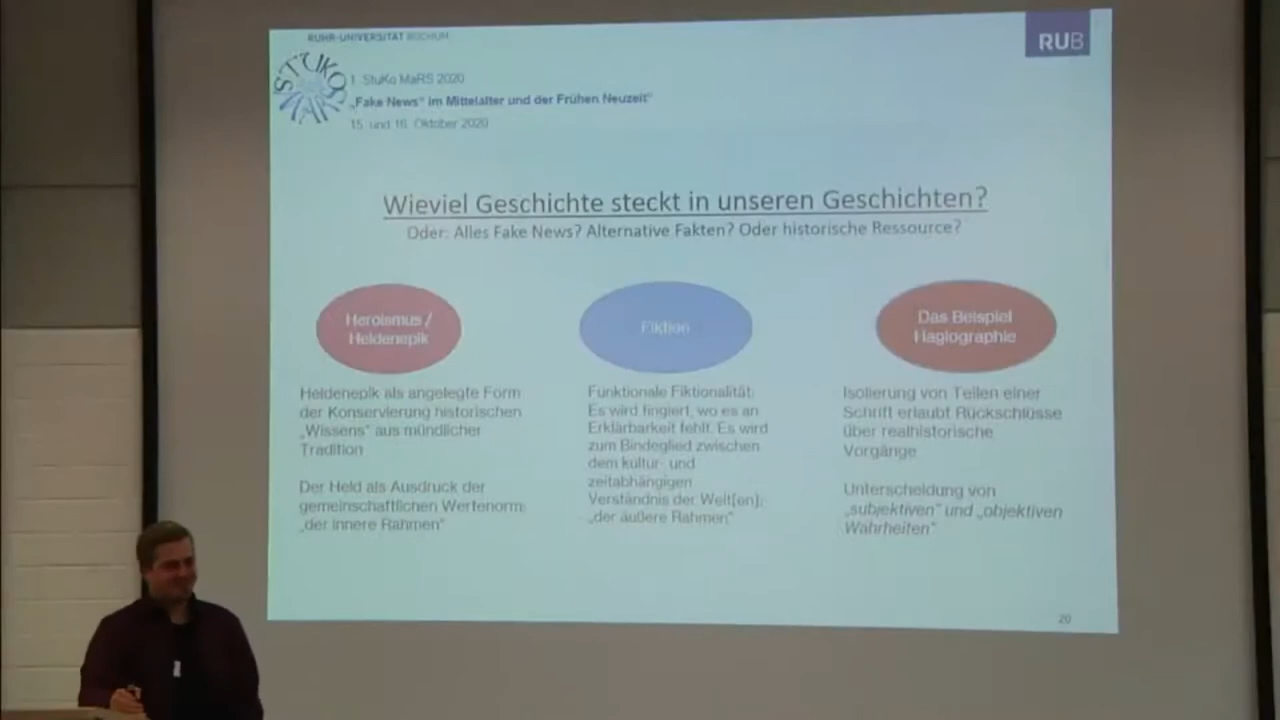 RUHR-UNIVERSITÄT BOCHUM
RUB
STUKO MARS
1. StuKo MaRS 2020
„Fake News“ im Mittelalter und der Frühen Neuzeit“
15. und 16. Oktober 2020
Wieviel Geschichte steckt in unseren Geschichten?
Oder: Alles Fake News? Alternative Fakten? Oder historische Ressource?
Heroismus /
Heldenepik
Heldenepik als angelegte Form
der Konservierung historischen
„Wissens“ aus mündlicher
Tradition
Der Held als Ausdruck der
gemeinschaftlichen Wertenorm:
„der innere Rahmen“
Fiktion
Funktionale Fiktionalität:
Es wird fingiert, wo es an
Erklärbarkeit fehlt. Es wird
zum Bindeglied zwischen
dem kultur- und
zeitabhängigen
Verständnis der Welt(en):
„der äußere Rahmen“
Das Beispiel
Hagiographie
Isolierung von Teilen einer
Schrift erlaubt Rückschlüsse
über realhistorische
Vorgänge
Unterscheidung von
„subjektiven“ und „objektiven
Wahrheiten“
20